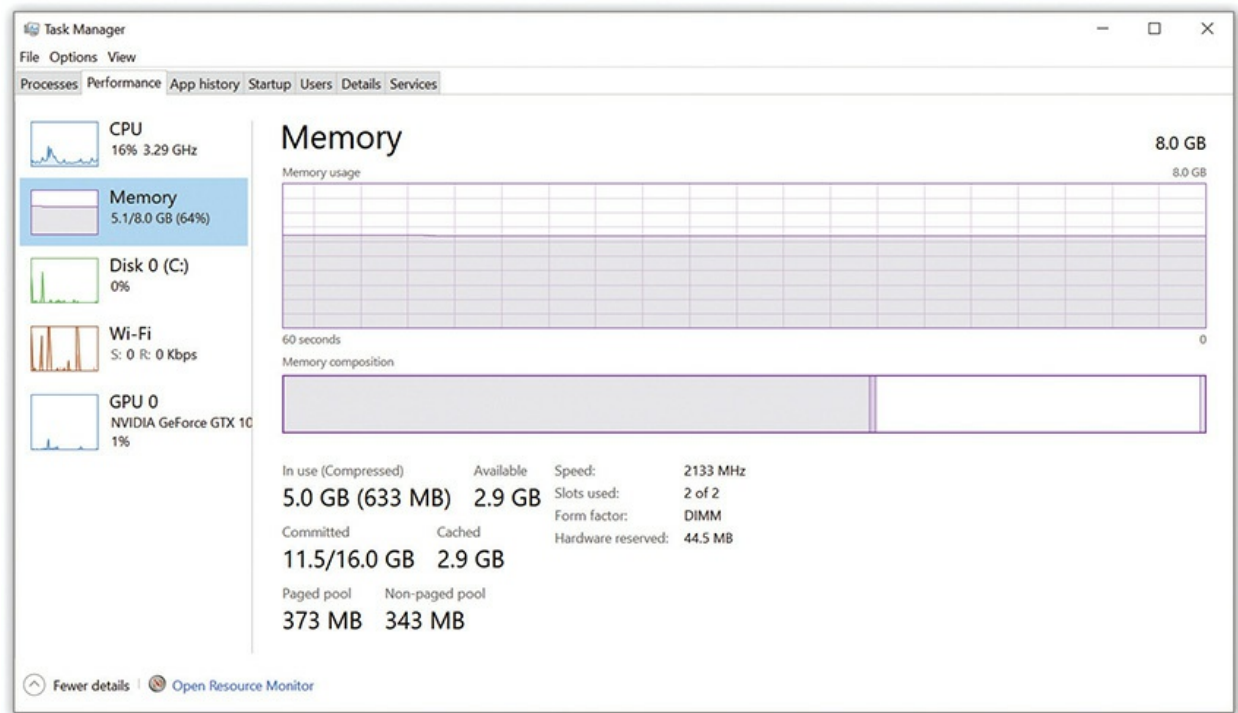 Task Manager
File Options View
Processes Performance App history Startup Users Details Services
CPU
16% 3.29 GHz
Memory
5.1/8.0 GB (64%)
Disk 0 (C:)
0%
Wi-Fi
S: 0 R: 0 Kbps
GPU 0
NVIDIA GeForce GTX 10
1%
Memory 8.0 GB
Memory usage 8.0 GB
60 seconds 0
Memory composition
In use (Compressed) Available
5.0 GB (633 MB) 2.9 GB
Committed Cached
11.5/16.0 GB 2.9 GB
Paged pool Non-paged pool
373 MB 343 MB
Speed: 2133 MHz
Slots used: 2 of 2
Form factor: DIMM
Hardware reserved: 44.5 MB
Fewer details Open Resource Monitor